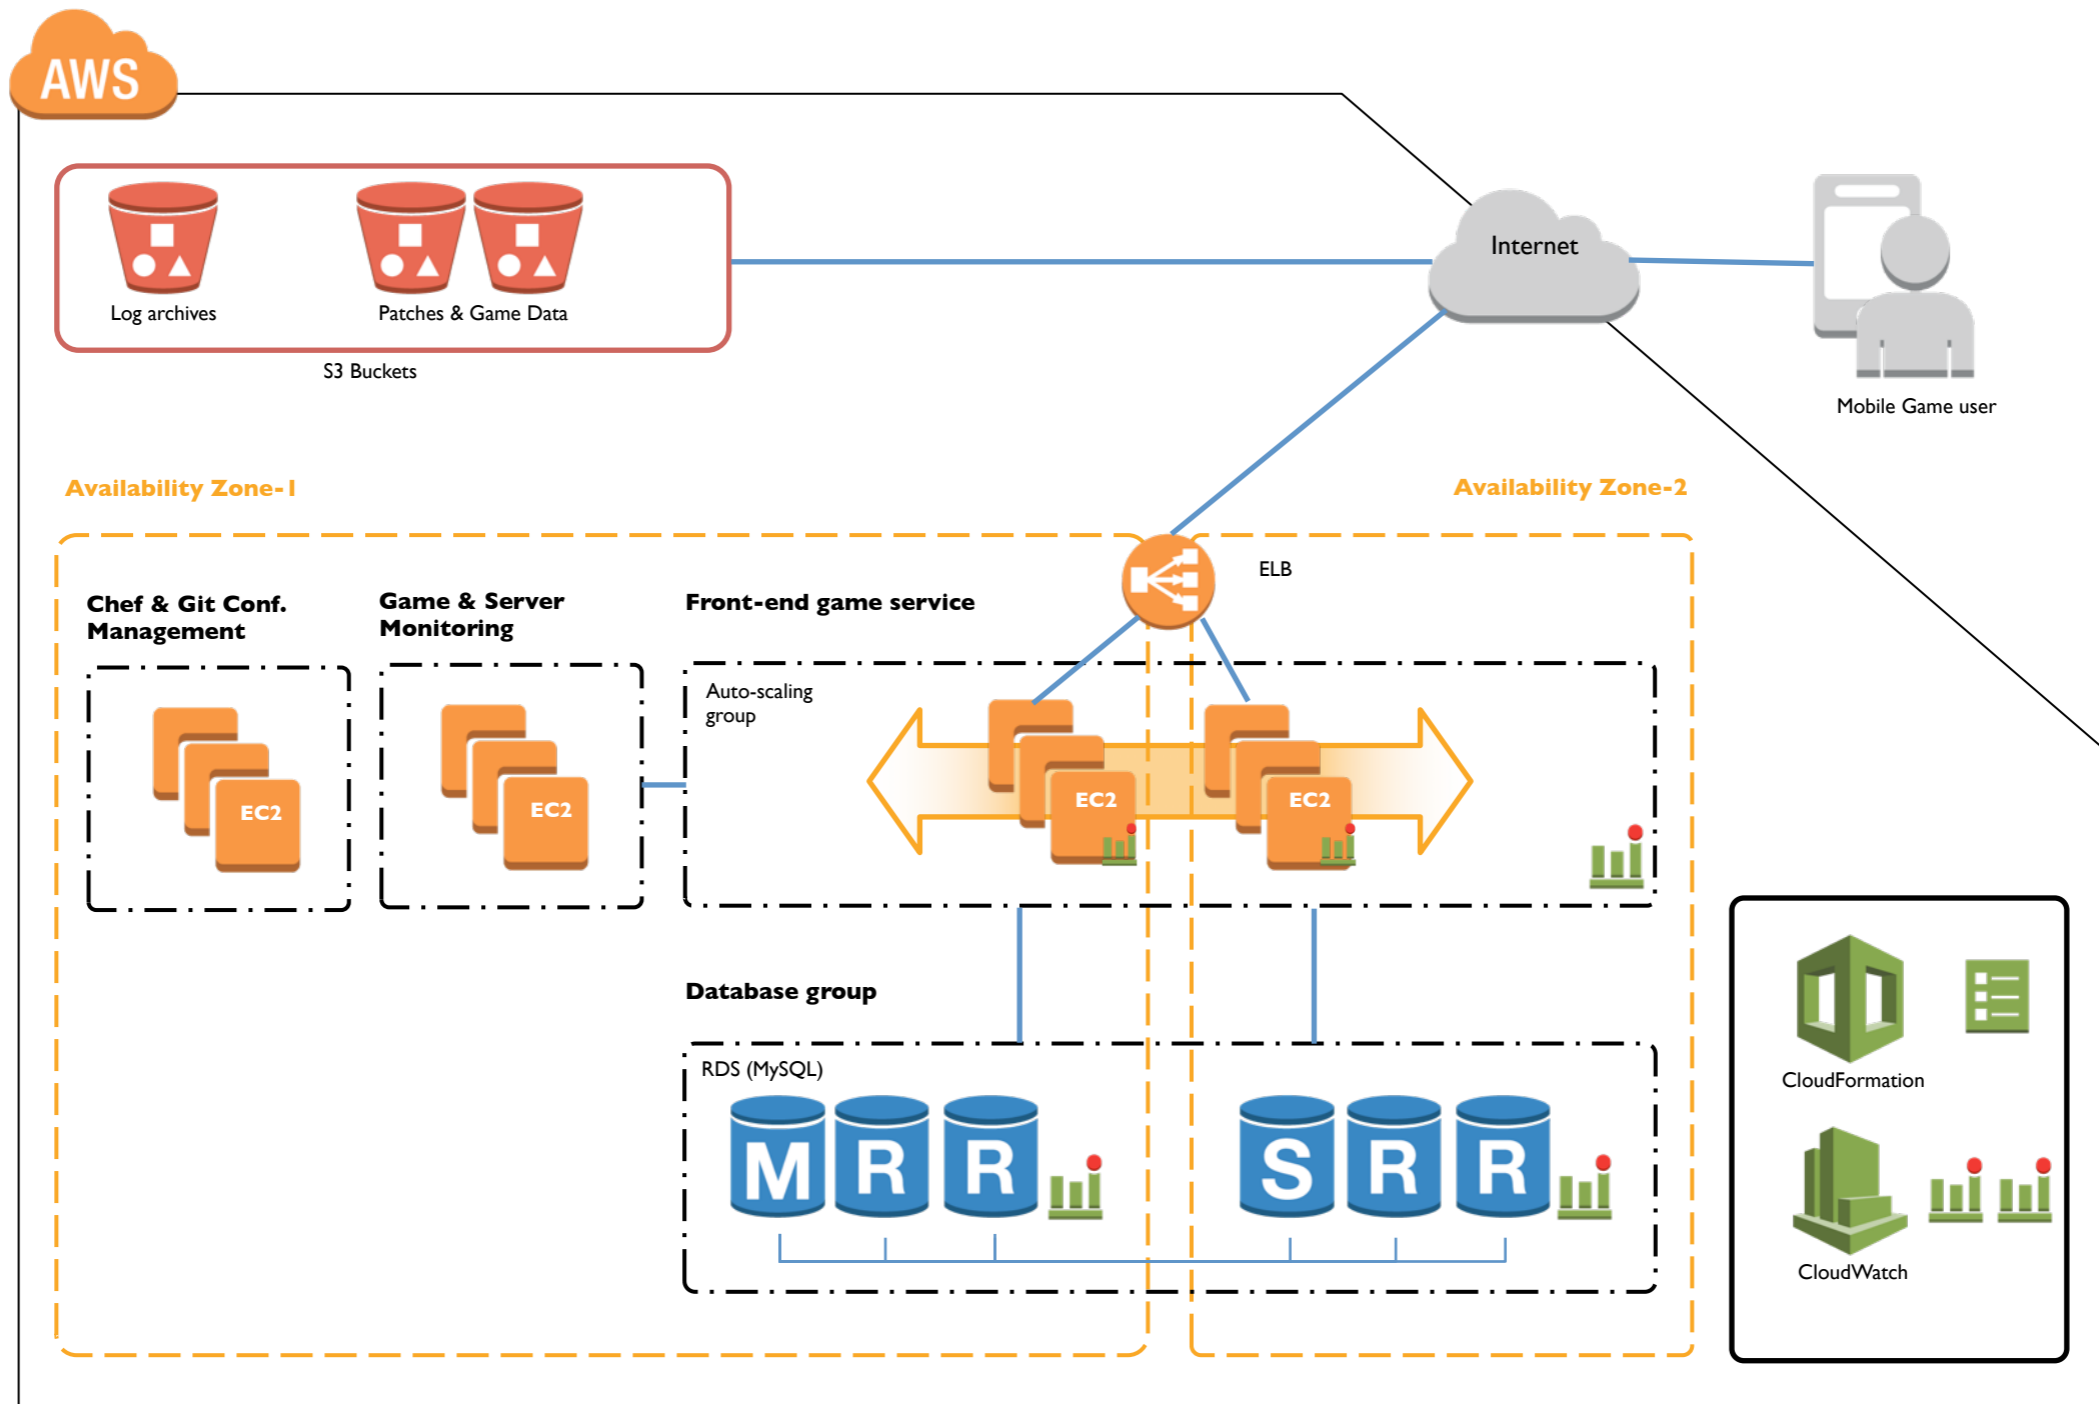 AWS
Internet
Log archives
Patches & Game Data
S3 Buckets
Mobile Game user
Availability Zone-1
Availability Zone-2
ELB
Chef & Git Conf.
Management
Game & Server
Monitoring
Front-end game service
Auto-scaling
group
EC2
EC2
EC2
EC2
Database group
RDS (MySQL)
M
R
R
S
R
R
CloudFormation
CloudWatch